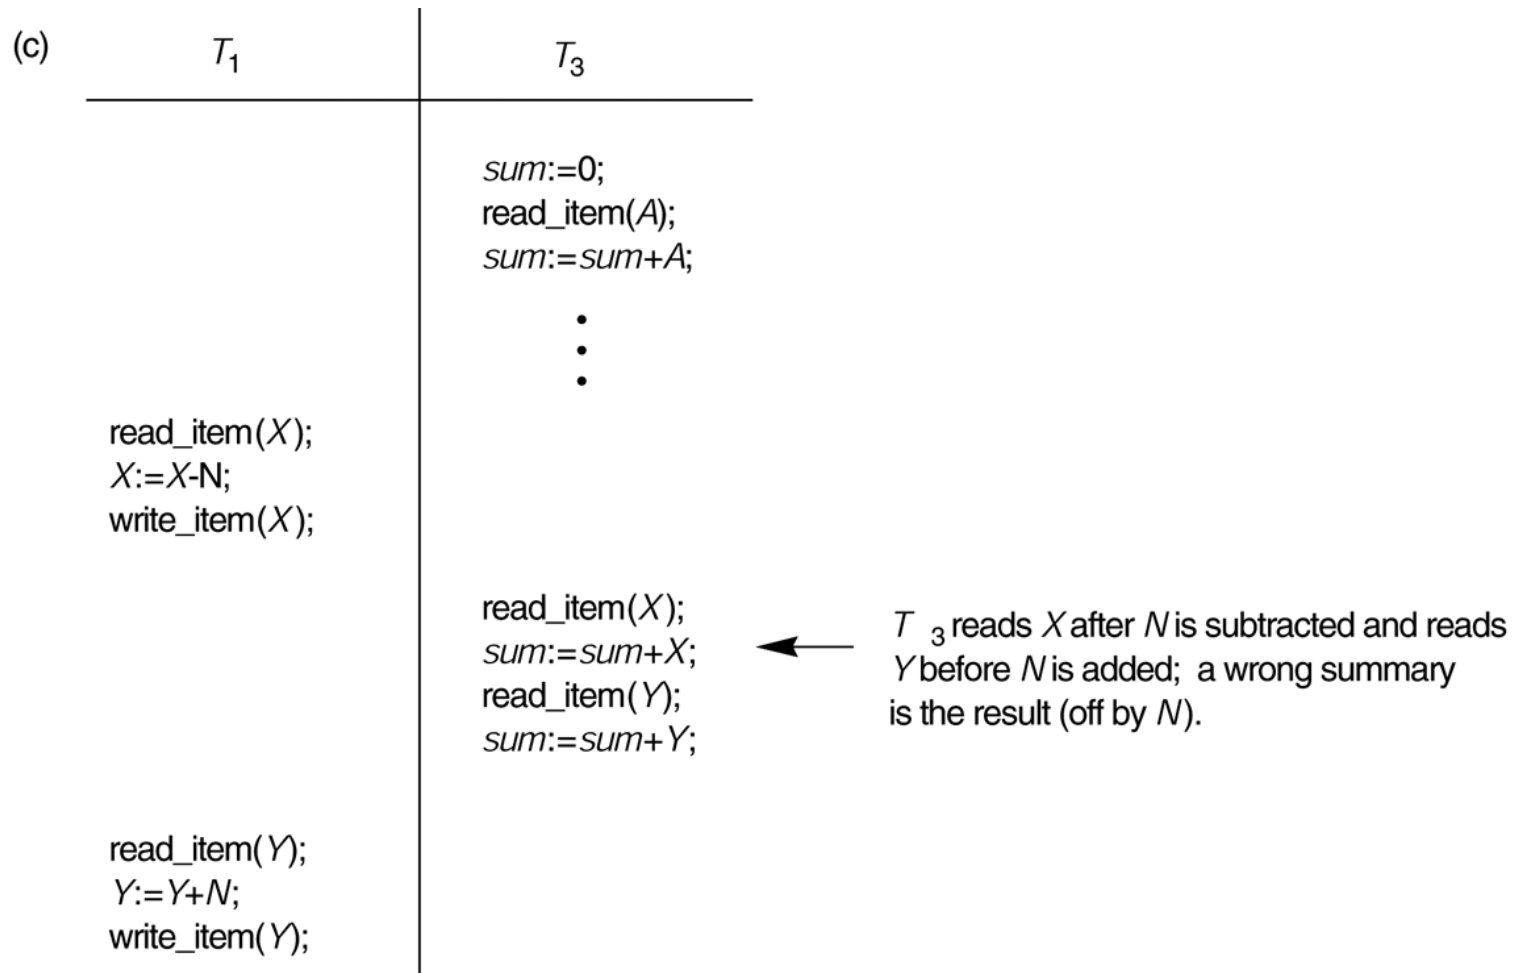 (c)
T1
T3
sum:=0;
read_item(A);
sum:=sum+A;
read_item(X);
X:=X-N;
write_item(X);
read_item(X);
sum:=sum+X;
read_item(Y);
sum:=sum+Y;
T 3 reads X after N is subtracted and reads
Y before N is added; a wrong summary
is the result (off by N).
read_item(Y);
Y:=Y+N;
write_item(Y);